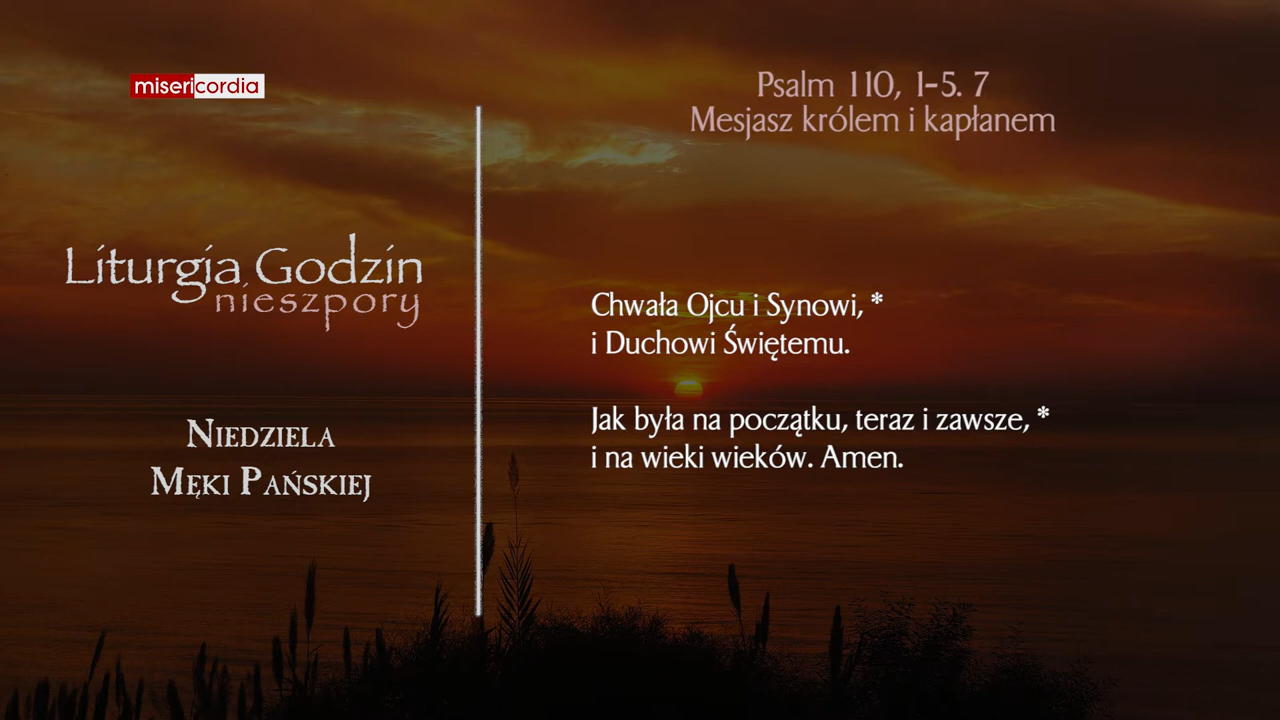 misericordia
Liturgia Godzin
nieszpory
Niedziela
Męki Pańskiej
Psalm 110, 1-5. 7
Mesjasz królem i kapłanem
Chwała Ojcu i Synowi, *
i Duchowi Świętemu.
Jak była na początku, teraz i zawsze, *
i na wieki wieków. Amen.